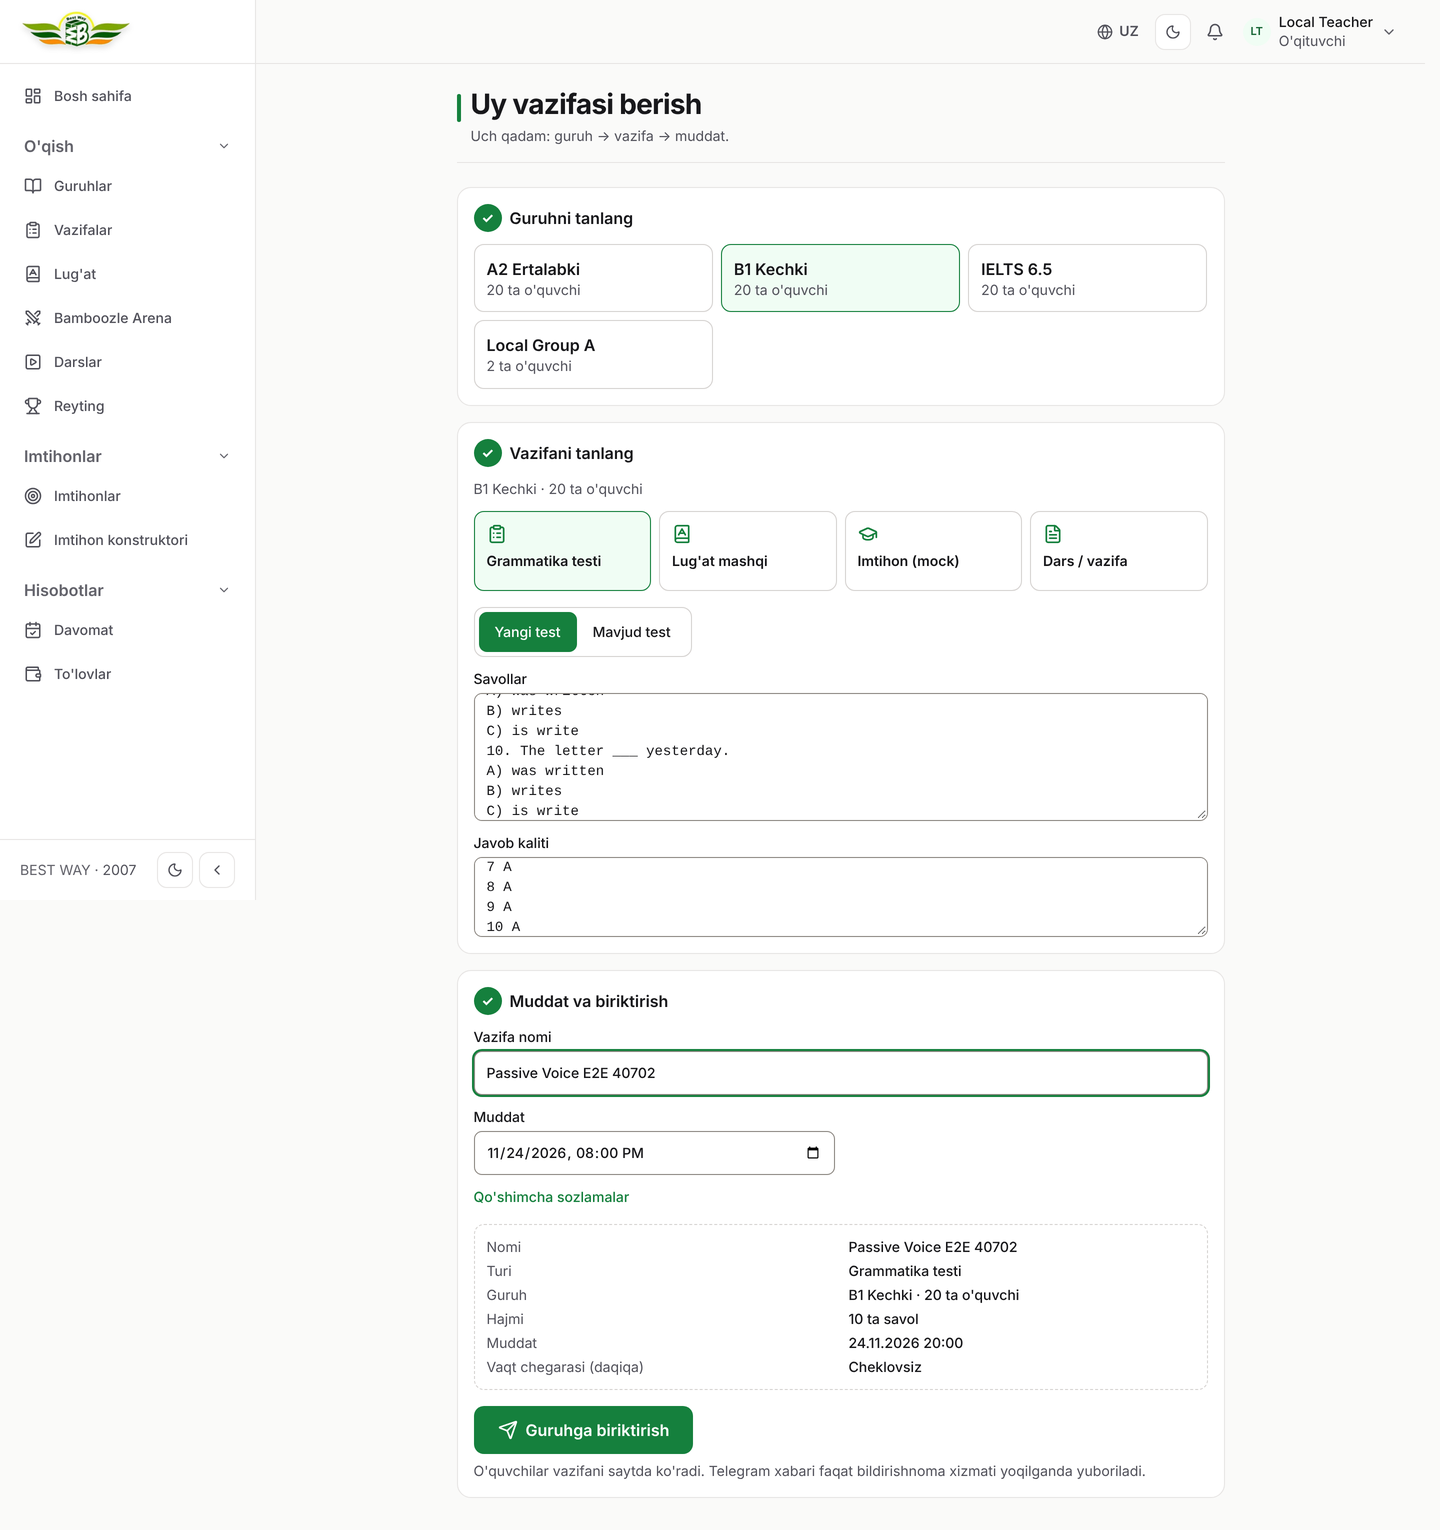 Best Way
UZ
LT
Local Teacher
O'qituvchi
Bosh sahifa
O'qish
Guruhlar
Vazifalar
Lug'at
Bamboozle Arena
Darslar
Reyting
Imtihonlar
Imtihonlar
Imtihon konstruktori
Hisobotlar
Davomat
To'lovlar
BEST WAY · 2007
Uy vazifasi berish
Uch qadam: guruh → vazifa → muddat.
Guruhni tanlang
A2 Ertalabki
20 ta o'quvchi
B1 Kechki
20 ta o'quvchi
IELTS 6.5
20 ta o'quvchi
Local Group A
2 ta o'quvchi
Vazifani tanlang
B1 Kechki · 20 ta o'quvchi
Grammatika testi
Lug'at mashqi
Imtihon (mock)
Dars / vazifa
Yangi test
Mavjud test
Savollar
A) was written
B) writes
C) is write
10. The letter ___ yesterday.
A) was written
B) writes
C) is write
Javob kaliti
7 A
8 A
9 A
10 A
Muddat va biriktirish
Vazifa nomi
Passive Voice E2E 40702
Muddat
11/24/2026, 08:00 PM
Qo'shimcha sozlamalar
Nomi Passive Voice E2E 40702
Turi Grammatika testi
Guruh B1 Kechki · 20 ta o'quvchi
Hajmi 10 ta savol
Muddat 24.11.2026 20:00
Vaqt chegarasi (daqiqa) Cheklovsiz
Guruhga biriktirish
O'quvchilar vazifani saytda ko'radi. Telegram xabari faqat bildirishnoma xizmati yoqilganda yuboriladi.